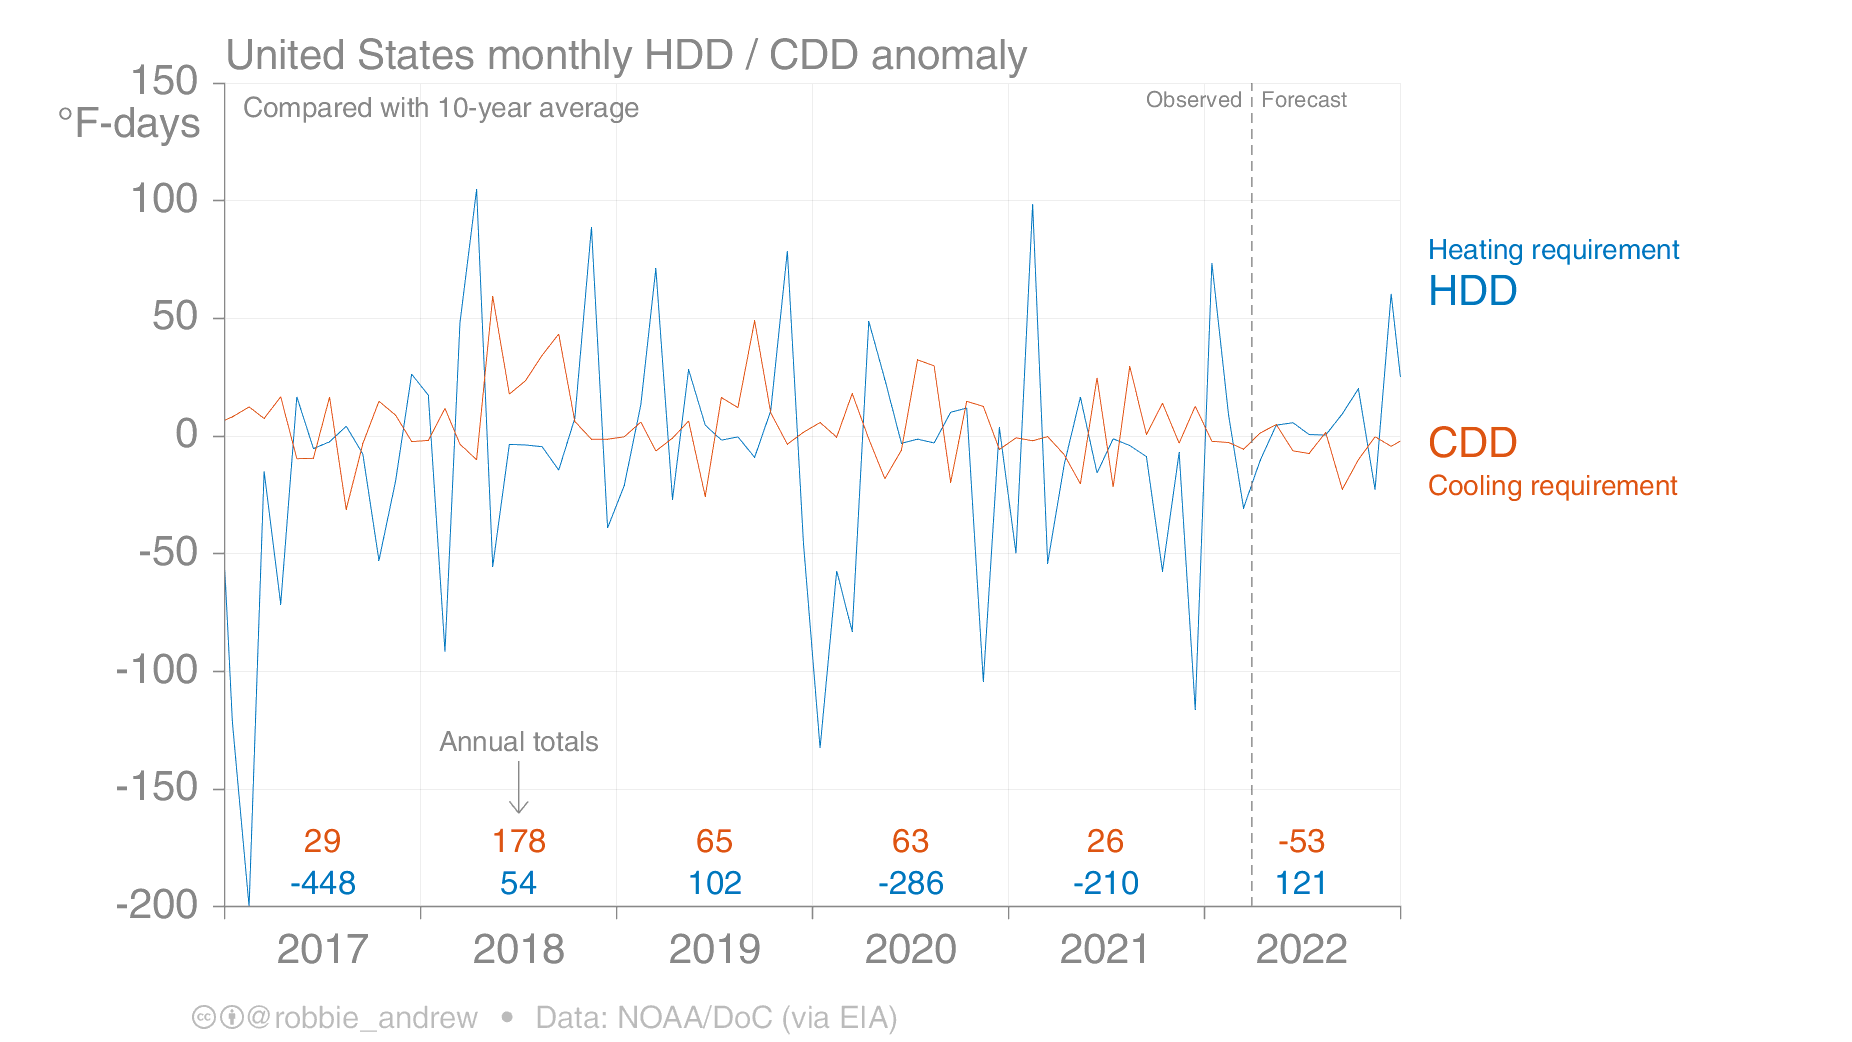 United States monthly HDD / CDD anomaly
150
°F-days
Compared with 10-year average
Observed
Forecast
100
50
0
-50
-100
-150
-200
Heating requirement
HDD
CDD
Cooling requirement
Annual totals
29 178 65 63 26 -53
-448 54 102 -286 -210 121
2017 2018 2019 2020 2021 2022
cc @robbie_andrew • Data: NOAA/DoC (via EIA)